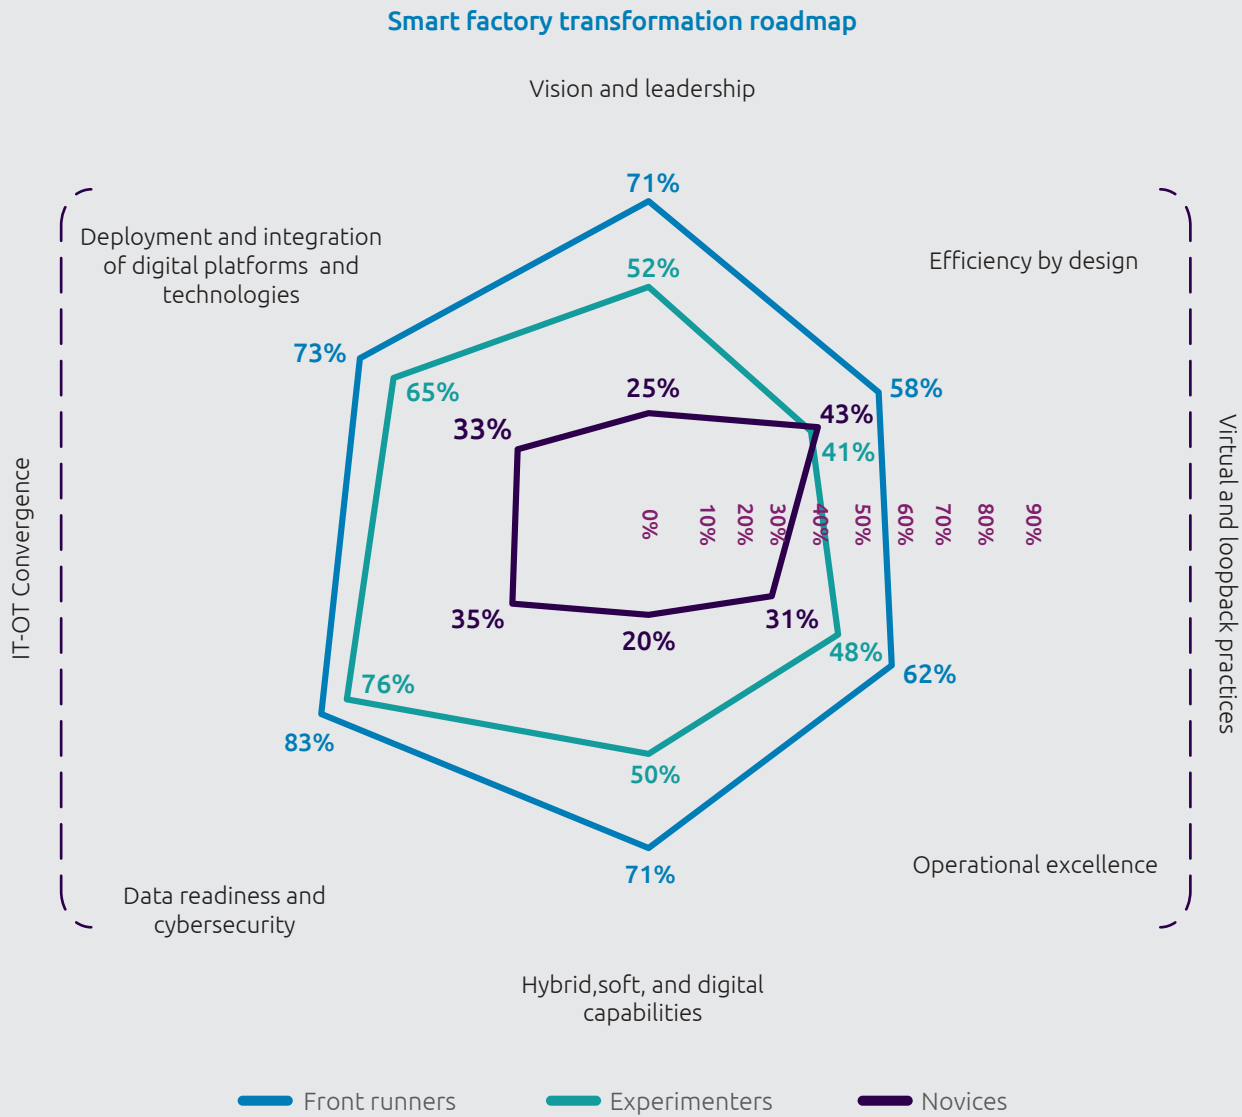 Smart factory transformation roadmap
Vision and leadership
71%
Deployment and integration
of digital platforms and
technologies
Efficiency by design
52%
73%
65%
25%
58%
33%
43%
41%
IT-OT Convergence
0%
10%
20%
30%
40%
50%
60%
70%
80%
90%
Virtual and loopback practices
35%
20%
31%
48%
62%
76%
83%
50%
71%
Operational excellence
Data readiness and
cybersecurity
Hybrid,soft, and digital
capabilities
Front runners
Experimenters
Novices